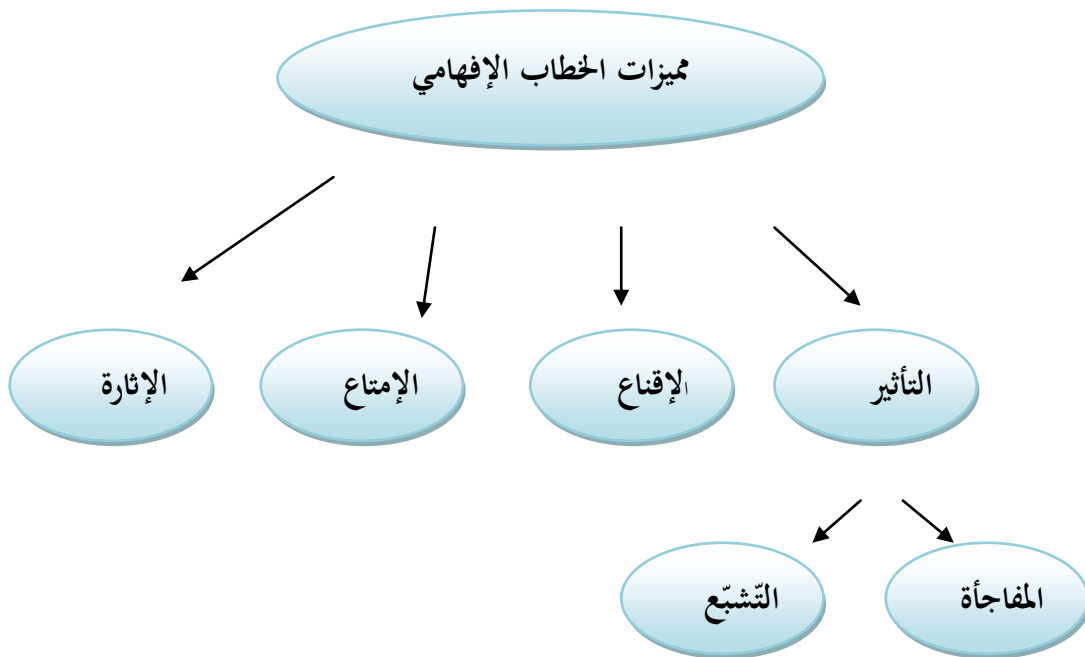 مميزات الخطاب الإفهامي
التأثير
الإقناع
الإمتاع
الإثارة
المفاجأة
التّشبّع